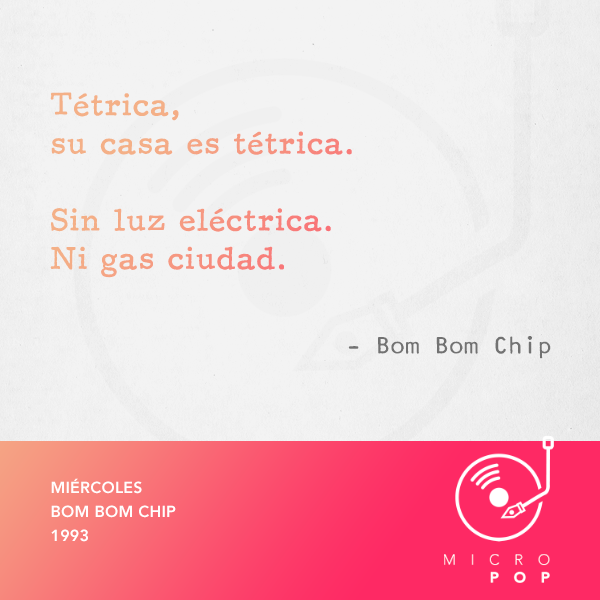 Tétrica,
su casa es tétrica.
Sin luz eléctrica.
Ni gas ciudad.
- Bom Bom Chip
MIÉRCOLES
BOM BOM CHIP
1993
MICRO
POP